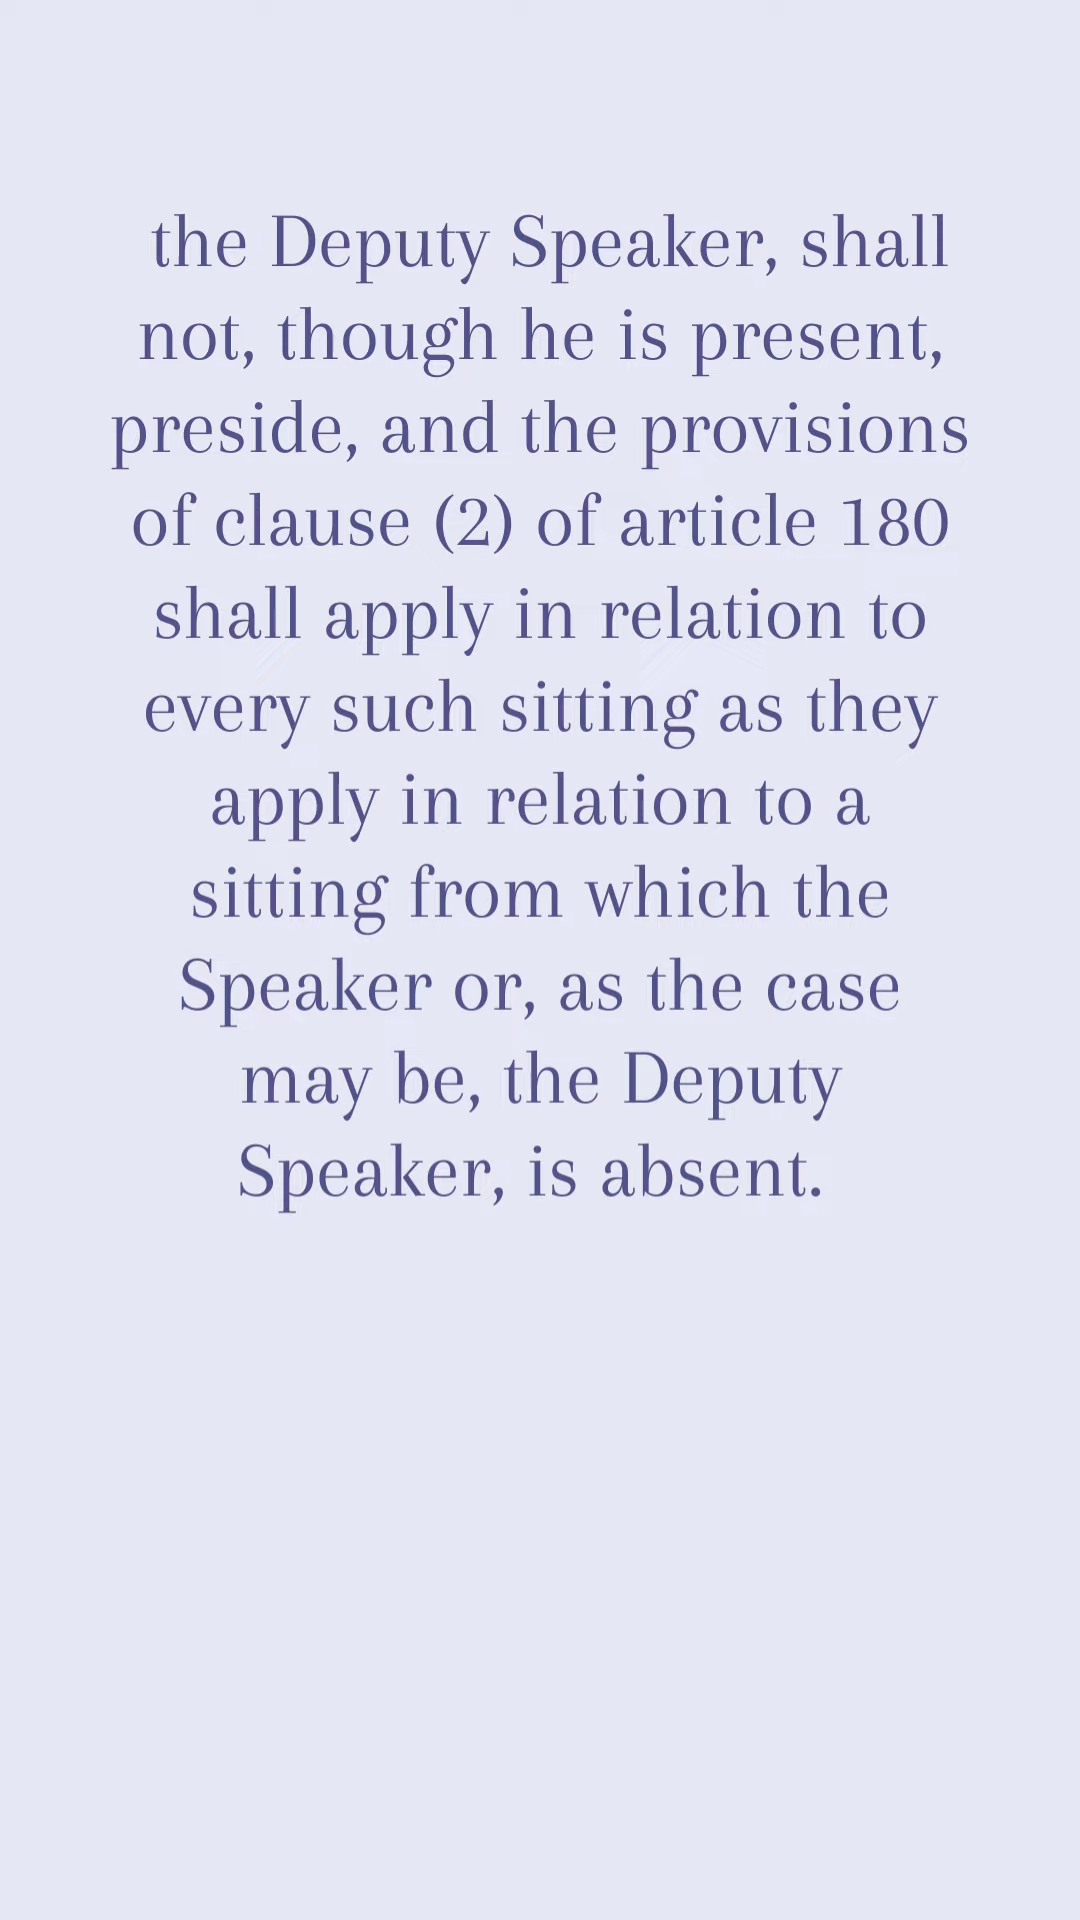 the Deputy Speaker, shall
not, though he is present,
preside, and the provisions
of clause (2) of article 180
shall apply in relation to
every such sitting as they
apply in relation to a
sitting from which the
Speaker or, as the case
may be, the Deputy
Speaker, is absent.